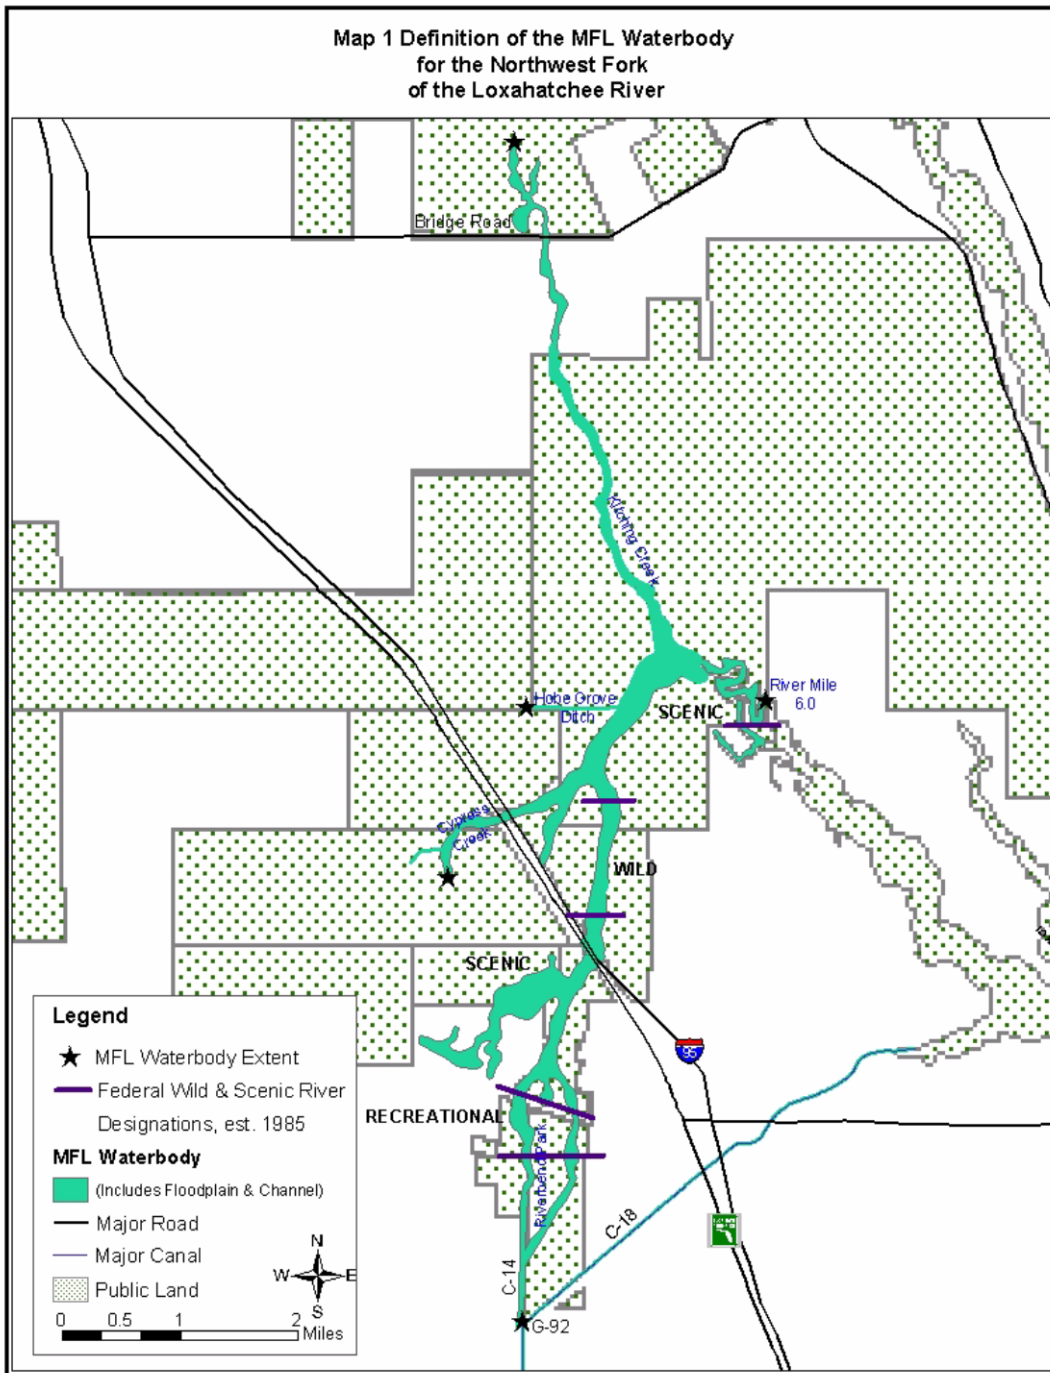 Map 1 Definition of the MFL Waterbody
for the Northwest Fork
of the Loxahatchee River
Bridge Road
Kitching Creek
River Mile
6.0
Hobe Grove
Ditch
SCENIC
Cypress
Creek
WILD
SCENIC
95
RECREATIONAL
Riverbend Park
C-18
C-14
G-92
Legend
MFL Waterbody Extent
Federal Wild & Scenic River
Designations, est. 1985
MFL Waterbody
(Includes Floodplain & Channel)
Major Road
Major Canal
Public Land
N
W E
S
0 0.5 1 2
Miles